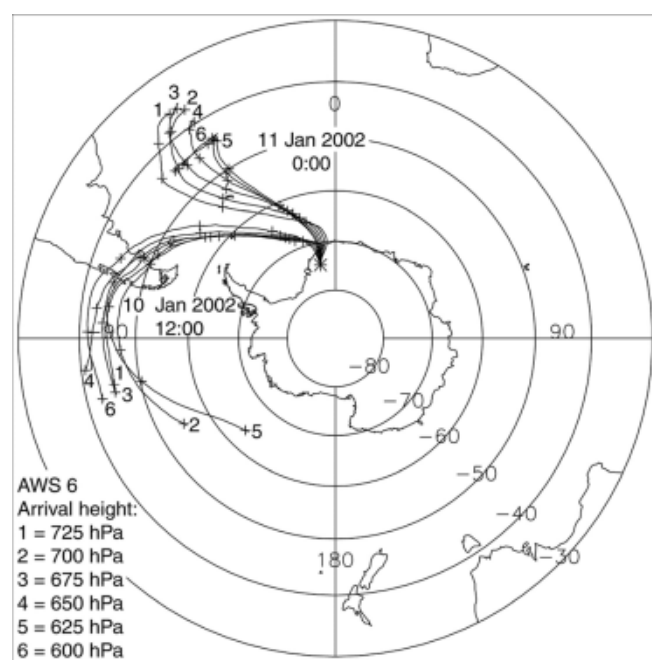 3 2
1 4
0
6 5
11 Jan 2002
0:00
10 Jan 2002
12:00
-90
90
-80
4 1
3
6
-70
2 5
-60
-50
AWS 6
Arrival height:
1 = 725 hPa
2 = 700 hPa
3 = 675 hPa
4 = 650 hPa
5 = 625 hPa
6 = 600 hPa
-40
-30
180